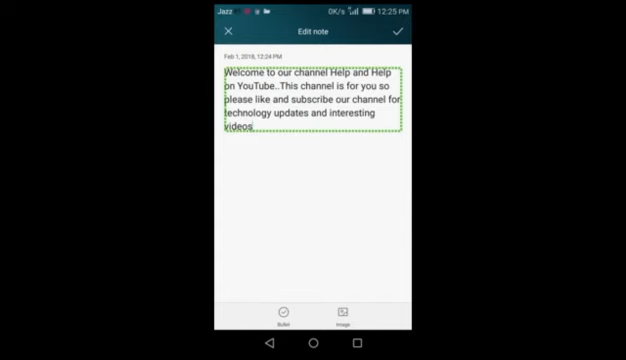 Jazz 0K/s 12:25 PM
Edit note
Feb 1, 2018, 12:24 PM
Welcome to our channel Help and Help
on YouTube..This channel is for you so
please like and subscribe our channel for
technology updates and interesting
videos
Bullet Image